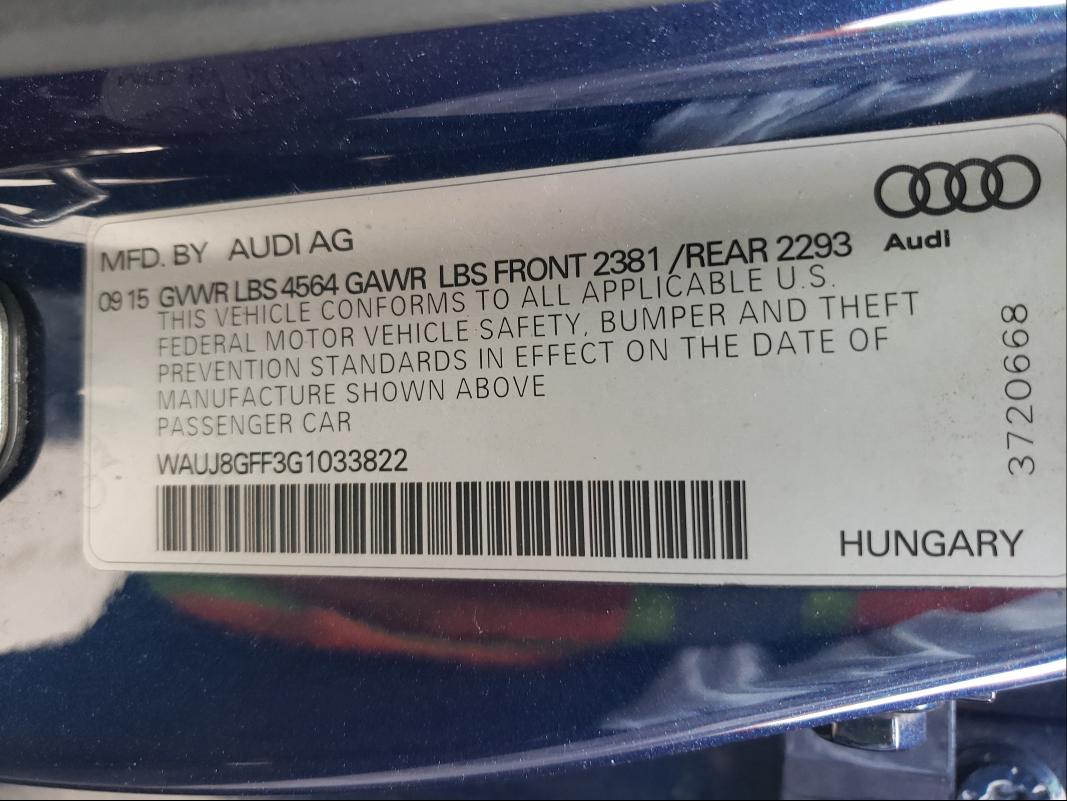 MFD. BY AUDI AG
09 15 GVWR LBS 4564 GAWR LBS FRONT 2381 /REAR 2293
THIS VEHICLE CONFORMS TO ALL APPLICABLE U.S.
FEDERAL MOTOR VEHICLE SAFETY, BUMPER AND THEFT
PREVENTION STANDARDS IN EFFECT ON THE DATE OF
MANUFACTURE SHOWN ABOVE
PASSENGER CAR
WAUJ8GFF3G1033822
Audi
3720668
HUNGARY